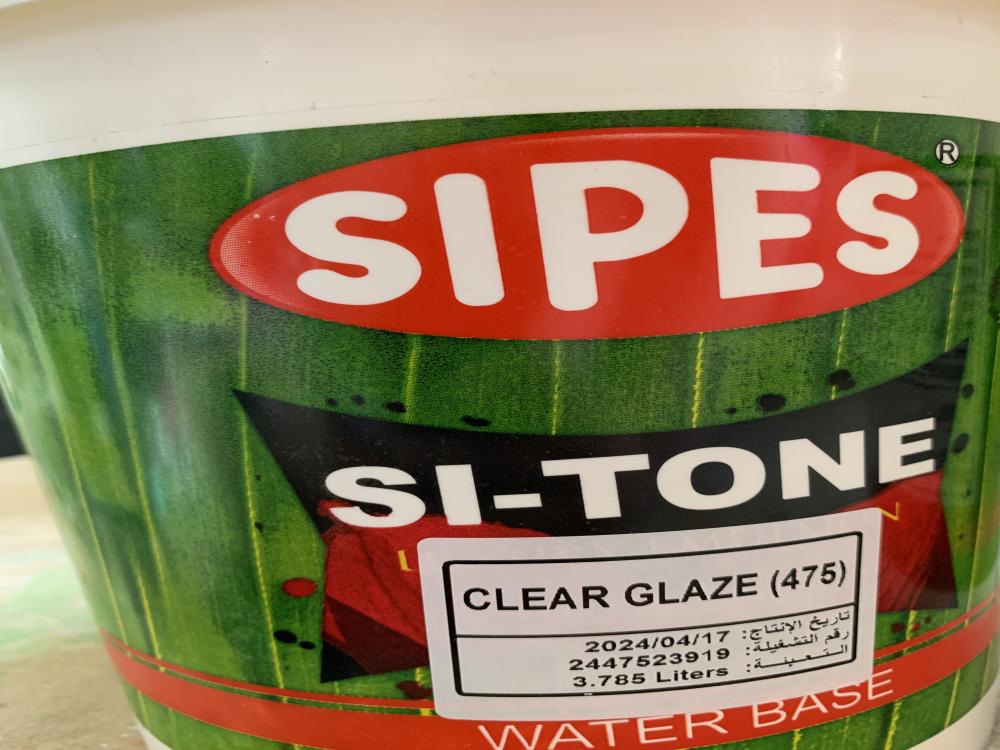 SIPES ®
SI-TONE
CLEAR GLAZE (475)
تاريخ الإنتاج: 2024/04/17
رقم التشغيلة: 2447523919
التعبئة: 3.785 Liters
WATER BASE